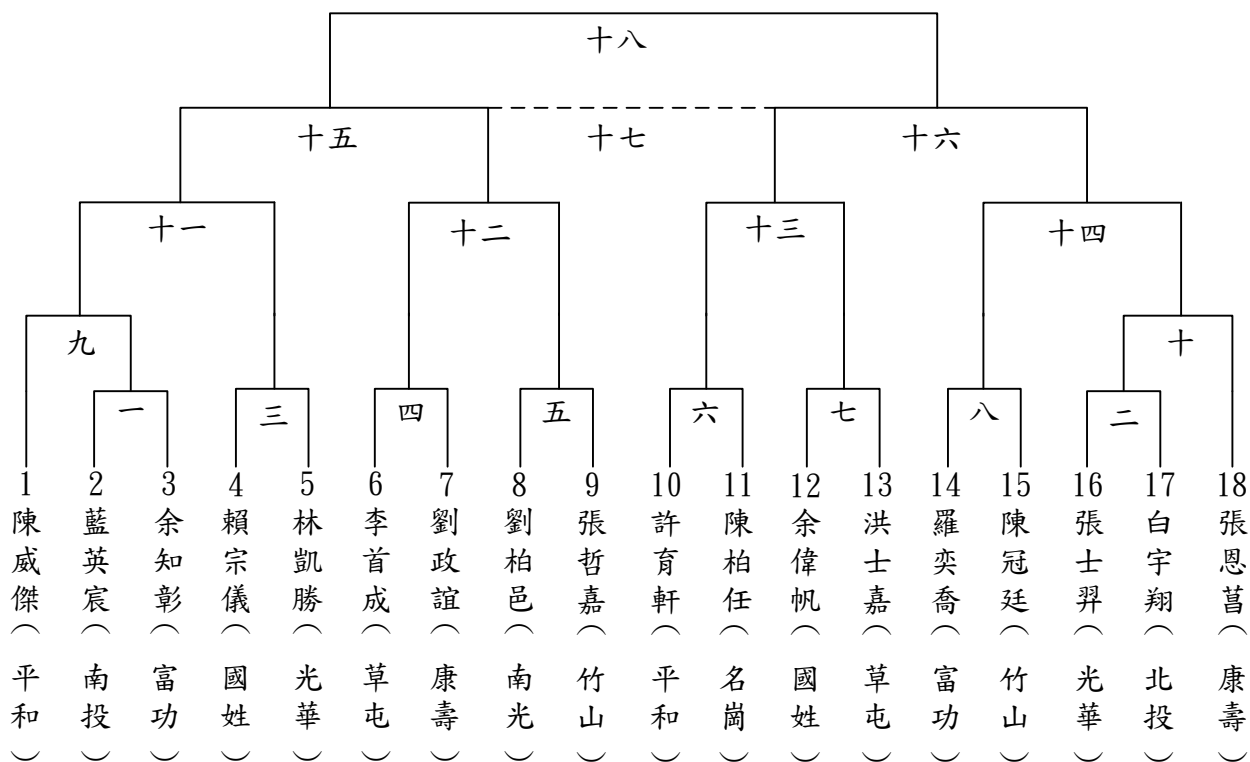 十八
十五
十七
十六
十一
十二
十三
十四
九
十
一
三
四
五
六
七
八
二
1 陳威傑（平和）
2 藍英宸（南投）
3 余知彰（富功）
4 賴宗儀（國姓）
5 林凱勝（光華）
6 李首成（草屯）
7 劉政誼（康壽）
8 劉柏邑（南光）
9 張哲嘉（竹山）
10 許育軒（平和）
11 陳柏任（名崗）
12 余偉帆（國姓）
13 洪士嘉（草屯）
14 羅奕喬（富功）
15 陳冠廷（竹山）
16 張士羿（光華）
17 白宇翔（北投）
18 張恩菖（康壽）